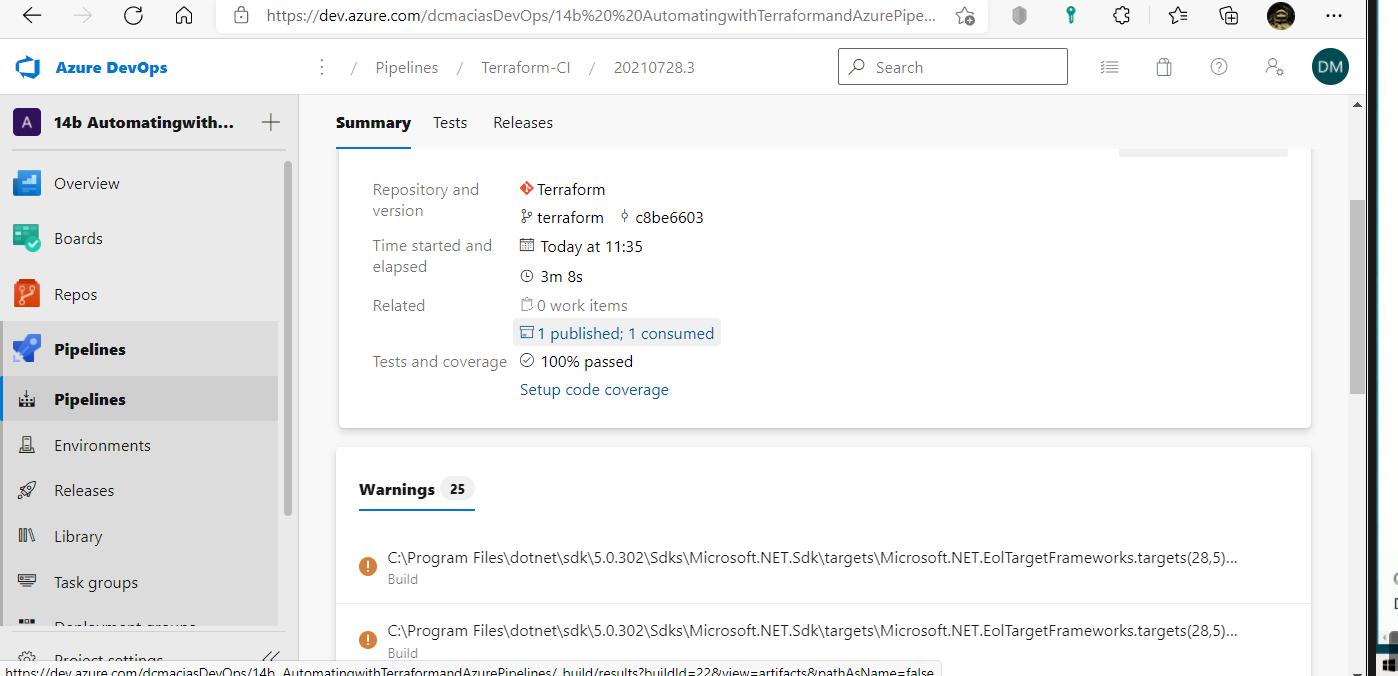 https://dev.azure.com/dcmaciasDevOps/14b%20%20AutomatingwithTerraformandAzurePipe...
Azure DevOps
/ Pipelines / Terraform-CI / 20210728.3
Search
DM
A 14b Automatingwith...
Overview
Boards
Repos
Pipelines
Pipelines
Environments
Releases
Library
Task groups
Deployment groups
Project settings
Summary Tests Releases
Repository and version
Terraform
terraform c8be6603
Time started and elapsed
Today at 11:35
3m 8s
Related
0 work items
1 published; 1 consumed
Tests and coverage
100% passed
Setup code coverage
Warnings 25
C:\Program Files\dotnet\sdk\5.0.302\Sdks\Microsoft.NET.Sdk\targets\Microsoft.NET.EolTargetFrameworks.targets(28,5)...
Build
C:\Program Files\dotnet\sdk\5.0.302\Sdks\Microsoft.NET.Sdk\targets\Microsoft.NET.EolTargetFrameworks.targets(28,5)...
Build
https://dev.azure.com/dcmaciasDevOps/14b_AutomatingwithTerraformandAzurePipelines/_build/results?buildId=22&view=artifacts&pathAsName=false